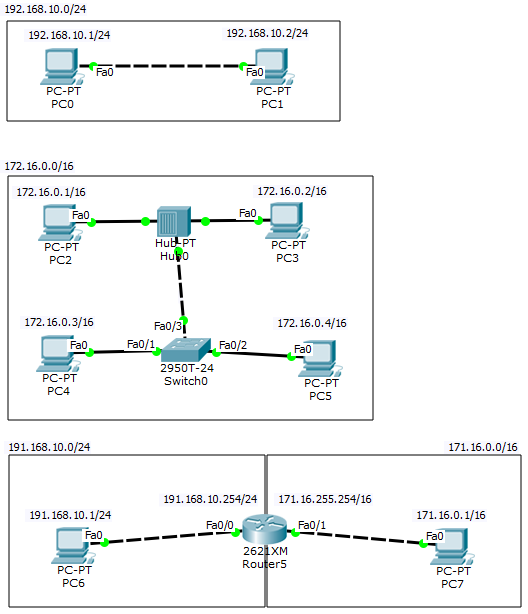 192.168.10.0/24
192.168.10.1/24
192.168.10.2/24
Fa0
Fa0
PC-PT
PC0
PC-PT
PC1
172.16.0.0/16
172.16.0.1/16
172.16.0.2/16
Fa0
Fa0
PC-PT
PC2
Hub-PT
Hub0
PC-PT
PC3
172.16.0.3/16
Fa0/3
172.16.0.4/16
Fa0
Fa0/1
Fa0/2
Fa0
PC-PT
PC4
2950T-24
Switch0
PC-PT
PC5
191.168.10.0/24
171.16.0.0/16
191.168.10.254/24
171.16.255.254/16
191.168.10.1/24
171.16.0.1/16
Fa0
Fa0/0
Fa0/1
Fa0
PC-PT
PC6
2621XM
Router5
PC-PT
PC7